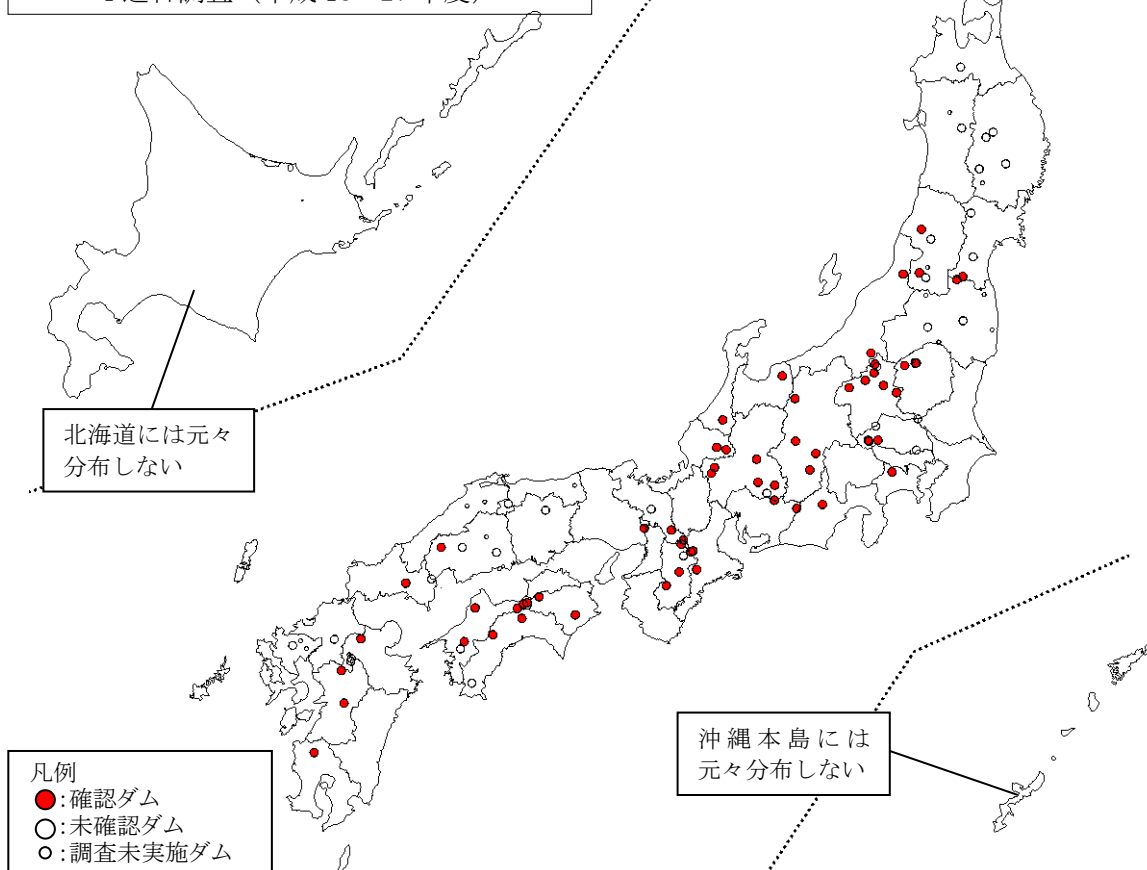 北海道には元々
分布しない
沖縄本島には
元々分布しない
凡例
:確認ダム
:未確認ダム
:調査未実施ダム